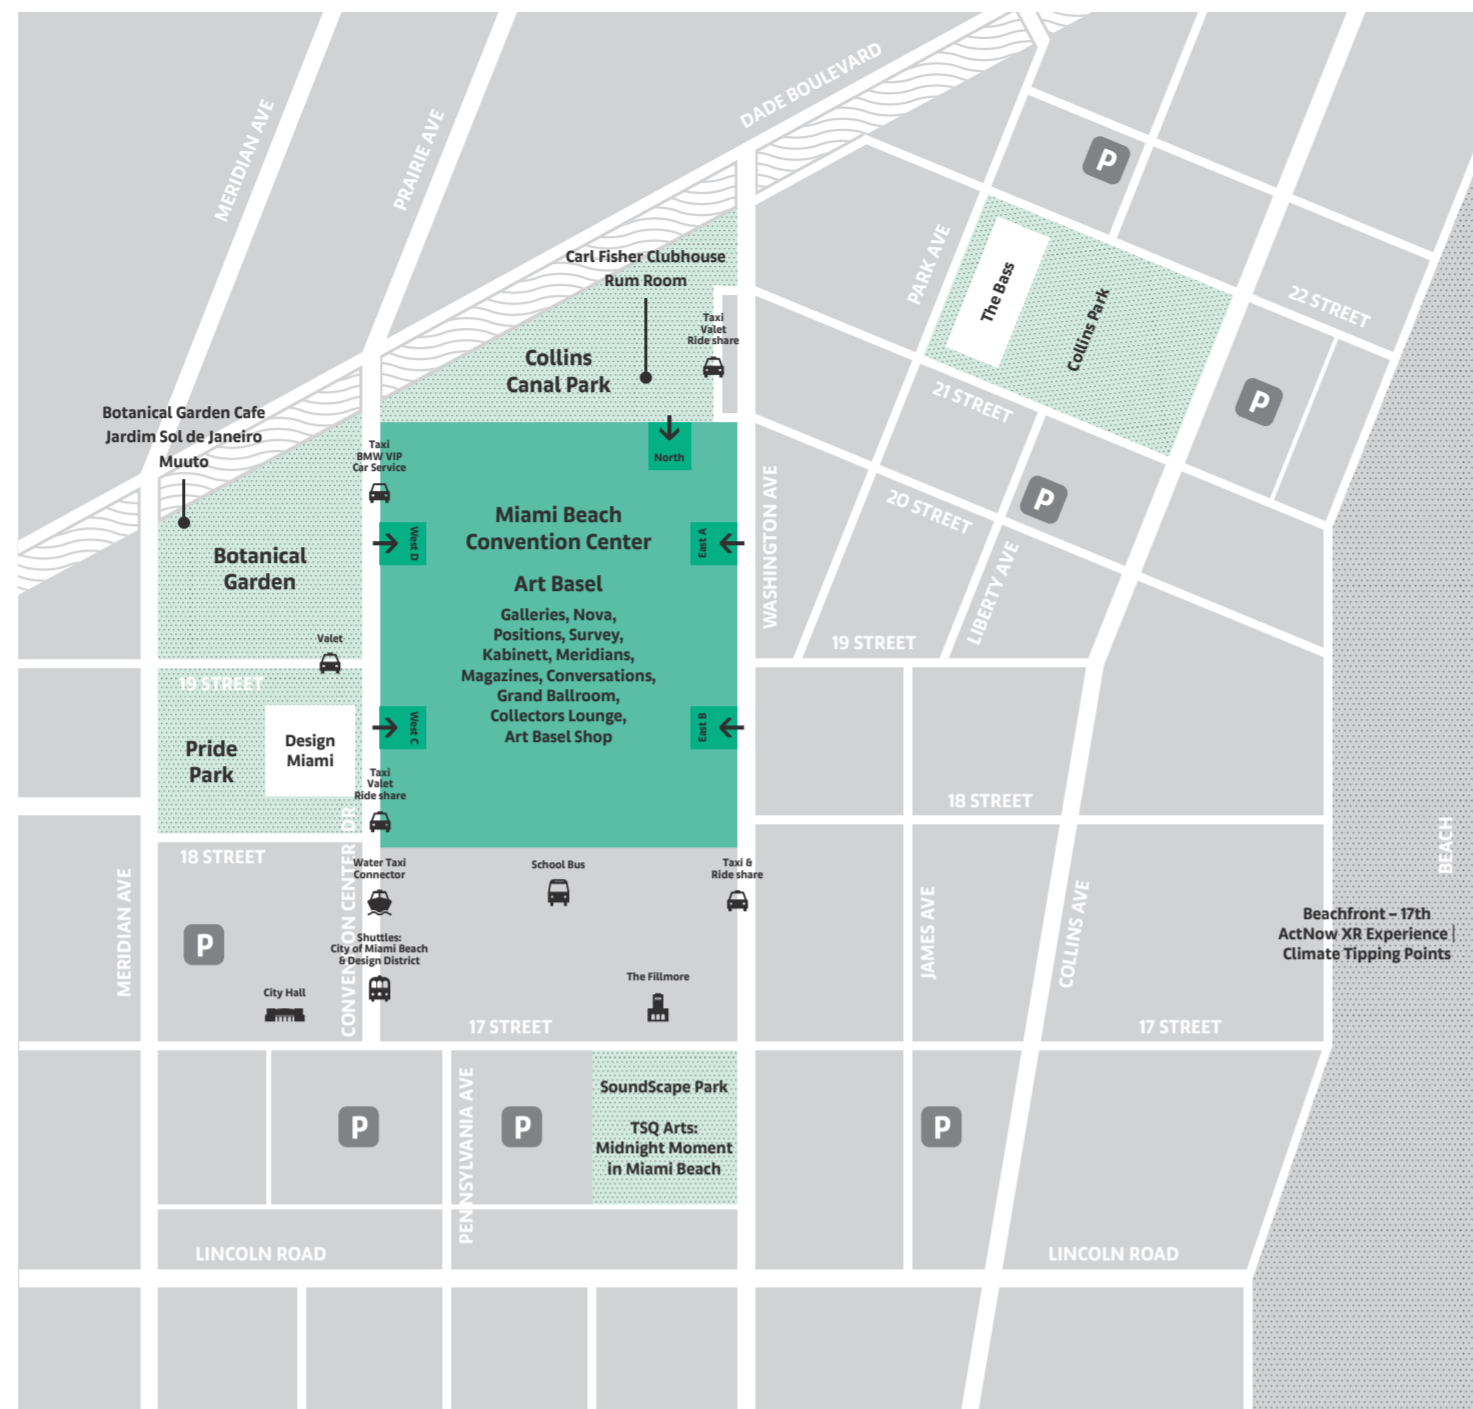 DADE BOULEVARD
MERIDIAN AVE
PRAIRIE AVE
P
Carl Fisher Clubhouse
Rum Room
PARK AVE
The Bass
Collins Park
22 STREET
Taxi
Valet
Ride share
Collins
Canal Park
21 STREET
P
Botanical Garden Cafe
Jardim Sol de Janeiro
Muuto
Taxi
BMW VIP
Car Service
North
WASHINGTON AVE
20 STREET
P
Miami Beach
Convention Center
West D
East A
Botanical
Garden
Art Basel
Galleries, Nova,
Positions, Survey,
Kabinett, Meridians,
Magazines, Conversations,
Grand Ballroom,
Collectors Lounge,
Art Basel Shop
LIBERTY AVE
Valet
19 STREET
19 STREET
West C
East B
Pride
Park
Design
Miami
Taxi
Valet
Ride share
18 STREET
18 STREET
CONVENTION CENTER DR
Water Taxi
Connector
School Bus
Taxi &
Ride share
BEACH
MERIDIAN AVE
P
JAMES AVE
COLLINS AVE
Beachfront – 17th
ActNow XR Experience |
Climate Tipping Points
Shuttles:
City of Miami Beach
& Design District
City Hall
The Fillmore
17 STREET
17 STREET
PENNSYLVANIA AVE
SoundScape Park
TSQ Arts:
Midnight Moment
in Miami Beach
P
P
P
LINCOLN ROAD
LINCOLN ROAD